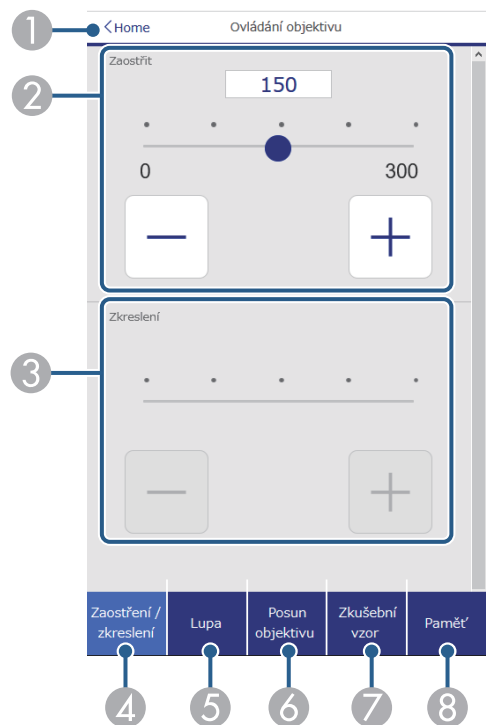 1
<Home Ovládání objektivu
2
Zaostřit
150
0 300
− +
3
Zkreslení
− +
Zaostření / zkreslení
Lupa
Posun objektivu
Zkušební vzor
Paměť
4 5 6 7 8